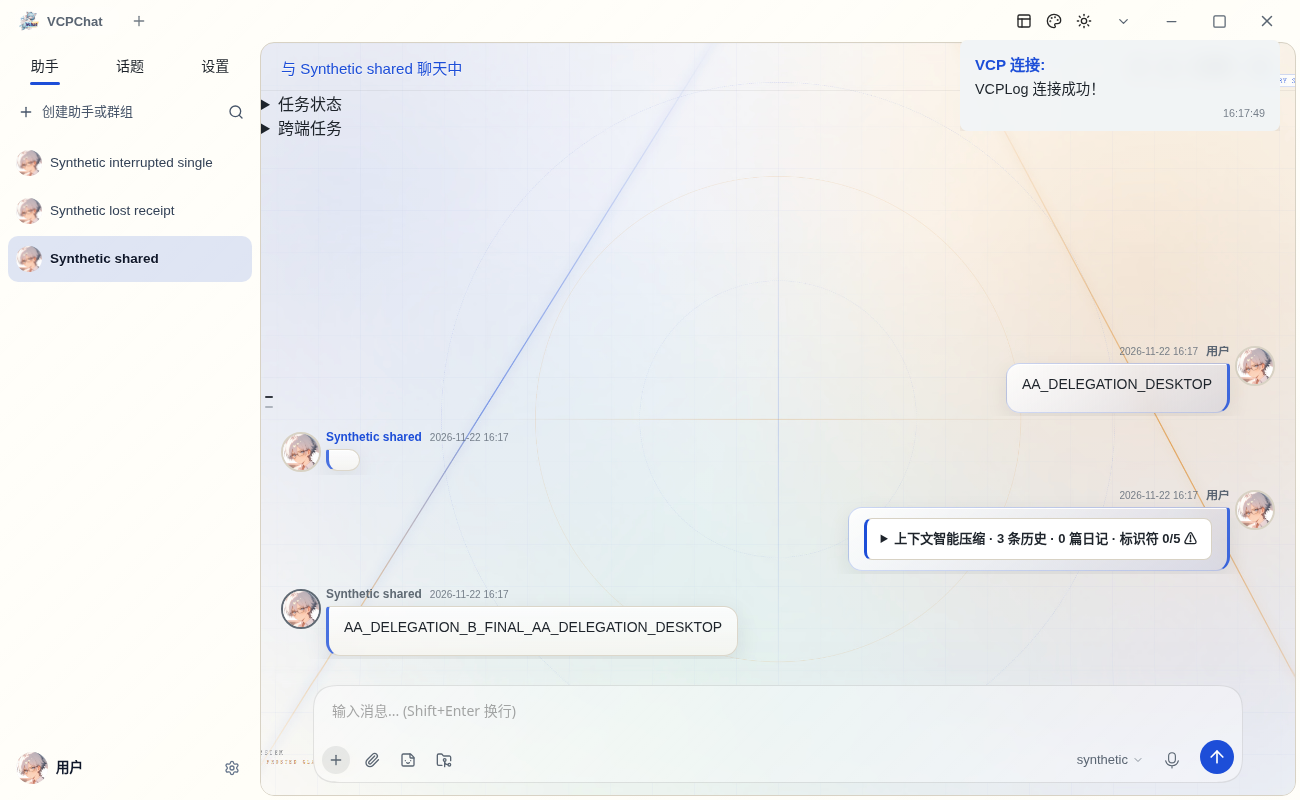 VCPChat
助手 话题 设置
创建助手或群组
Synthetic interrupted single
Synthetic lost receipt
Synthetic shared
用户
与 Synthetic shared 聊天中
▶ 任务状态
▶ 跨端任务
VCP 连接:
VCPLog 连接成功!
16:17:49
2026-11-22 16:17 用户
AA_DELEGATION_DESKTOP
Synthetic shared 2026-11-22 16:17
2026-11-22 16:17 用户
▶ 上下文智能压缩 · 3 条历史 · 0 篇日记 · 标识符 0/5 ⚠
Synthetic shared 2026-11-22 16:17
AA_DELEGATION_B_FINAL_AA_DELEGATION_DESKTOP
输入消息... (Shift+Enter 换行)
synthetic